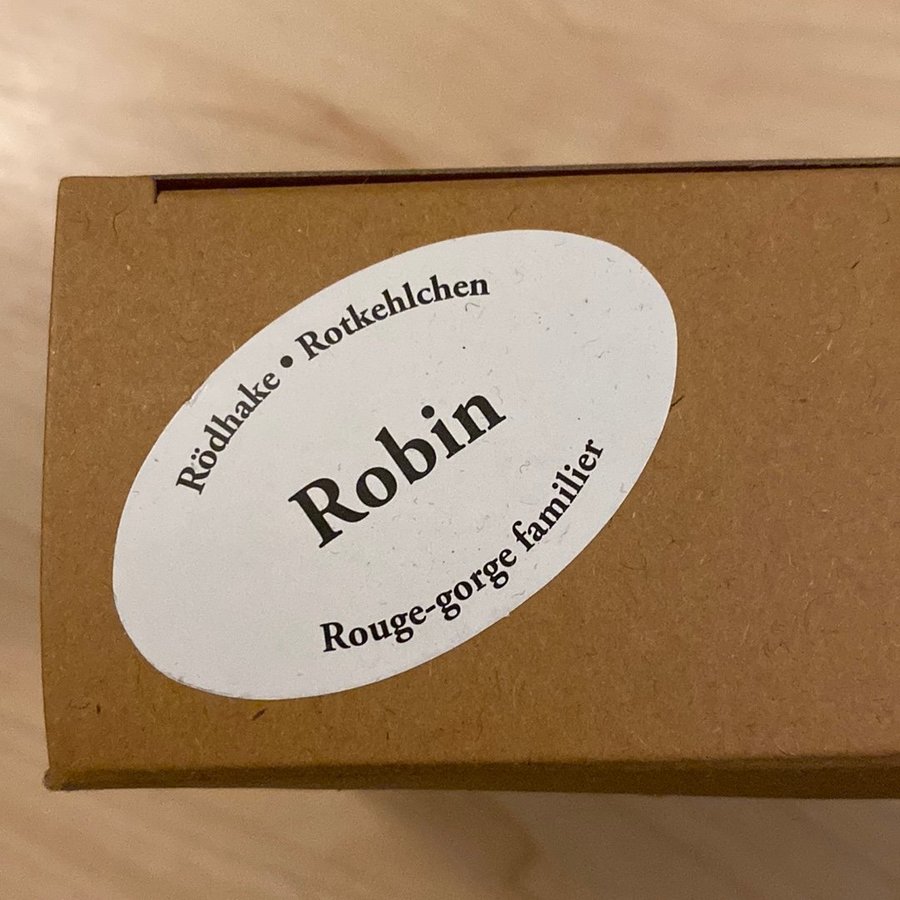 Rödhake • Rotkehlchen
Robin
Rouge-gorge familier